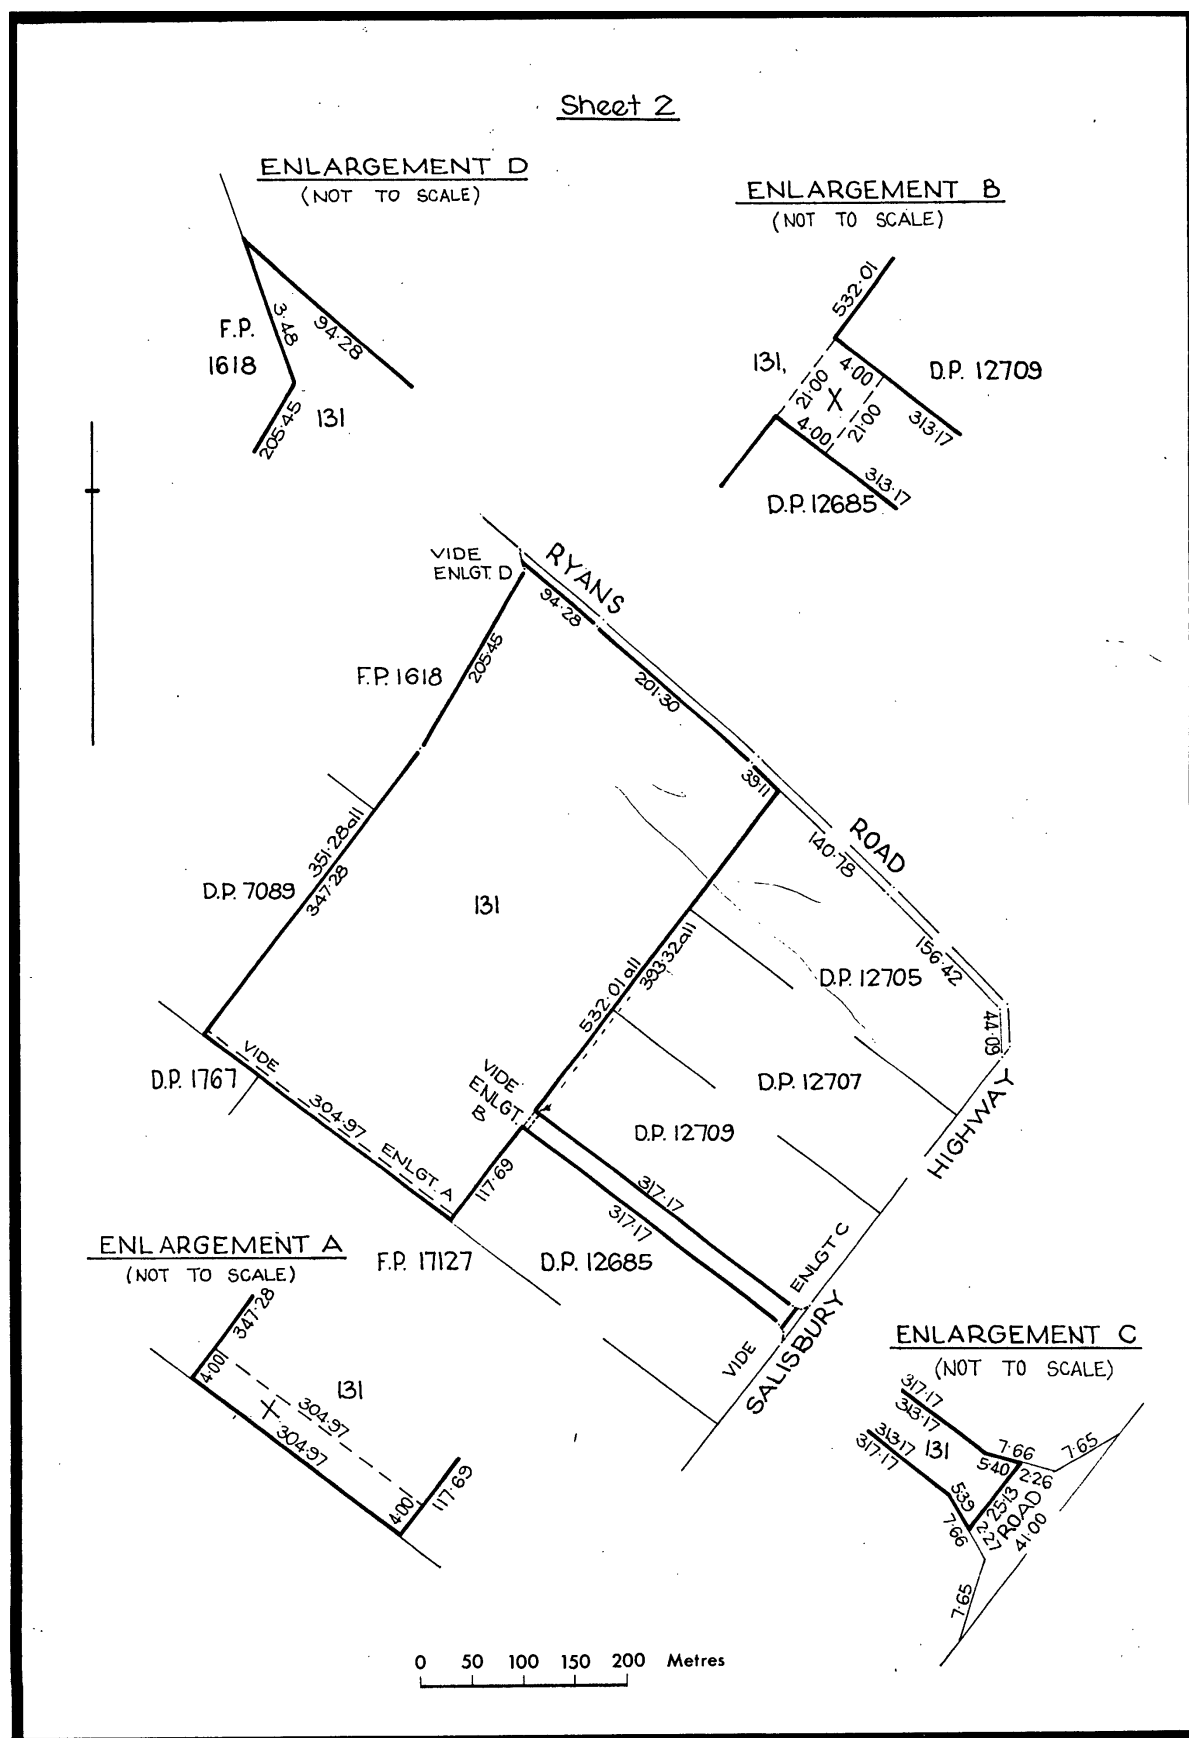 Sheet 2
ENLARGEMENT D
(NOT TO SCALE)
F.P.
1618
3·48
94·28
205·45
131
ENLARGEMENT B
(NOT TO SCALE)
532·01
131,
4·00
21·00
X
21·00
4·00
D.P. 12709
313·17
313·17
D.P. 12685
VIDE
ENLGT. D
RYANS
94·28
F.P. 1618
205·45
201·30
39·11
ROAD
140·78
351·28 all
D.P. 7089
347·28
131
156·42
532·01 all
393·32 all
D.P. 12705
44·09
VIDE
D.P. 1767
304·97
ENLGT. A
VIDE
ENLGT.
B
D.P. 12707
D.P. 12709
HIGHWAY
117·69
317·17
317·17
F.P. 17127
D.P. 12685
ENLGT C
VIDE
SALISBURY
ENLARGEMENT A
(NOT TO SCALE)
347·28
4·00
131
304·97
X
304·97
4·00
117·69
ENLARGEMENT C
(NOT TO SCALE)
317·17
313·17
313·17
317·17
131
7·66
5·40
7·65
2·26
5·39
25·13
ROAD
7·66
2·27
41·00
7·65
0 50 100 150 200 Metres